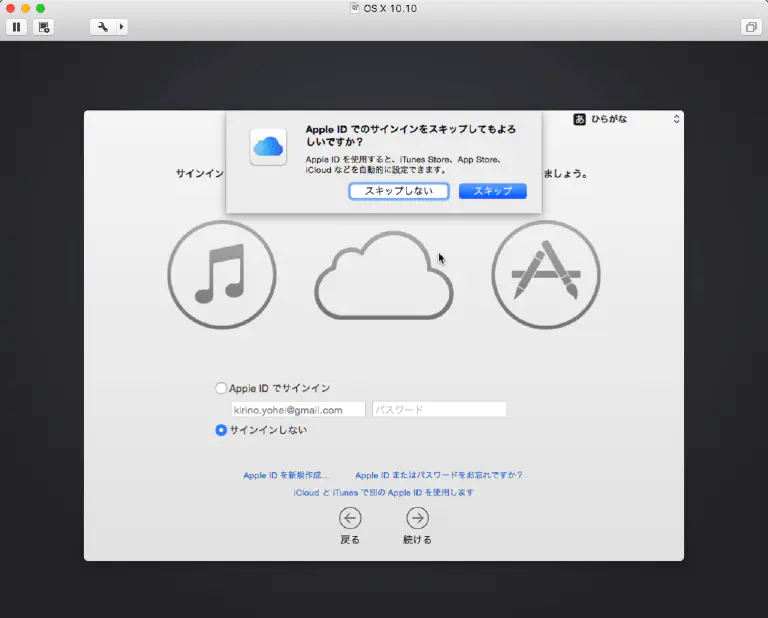 OS X 10.10
あ ひらがな
Apple ID でのサインインをスキップしてもよろ
しいですか？
Apple ID を使用すると、iTunes Store、App Store、
iCloud などを自動的に設定できます。
スキップしない スキップ
サインイン ましょう。
Apple ID でサインイン
kirino.yohei@gmail.com パスワード
サインインしない
Apple ID を新規作成... Apple ID またはパスワードをお忘れですか？
iCloud と iTunes で別の Apple ID を使用します
戻る 続ける